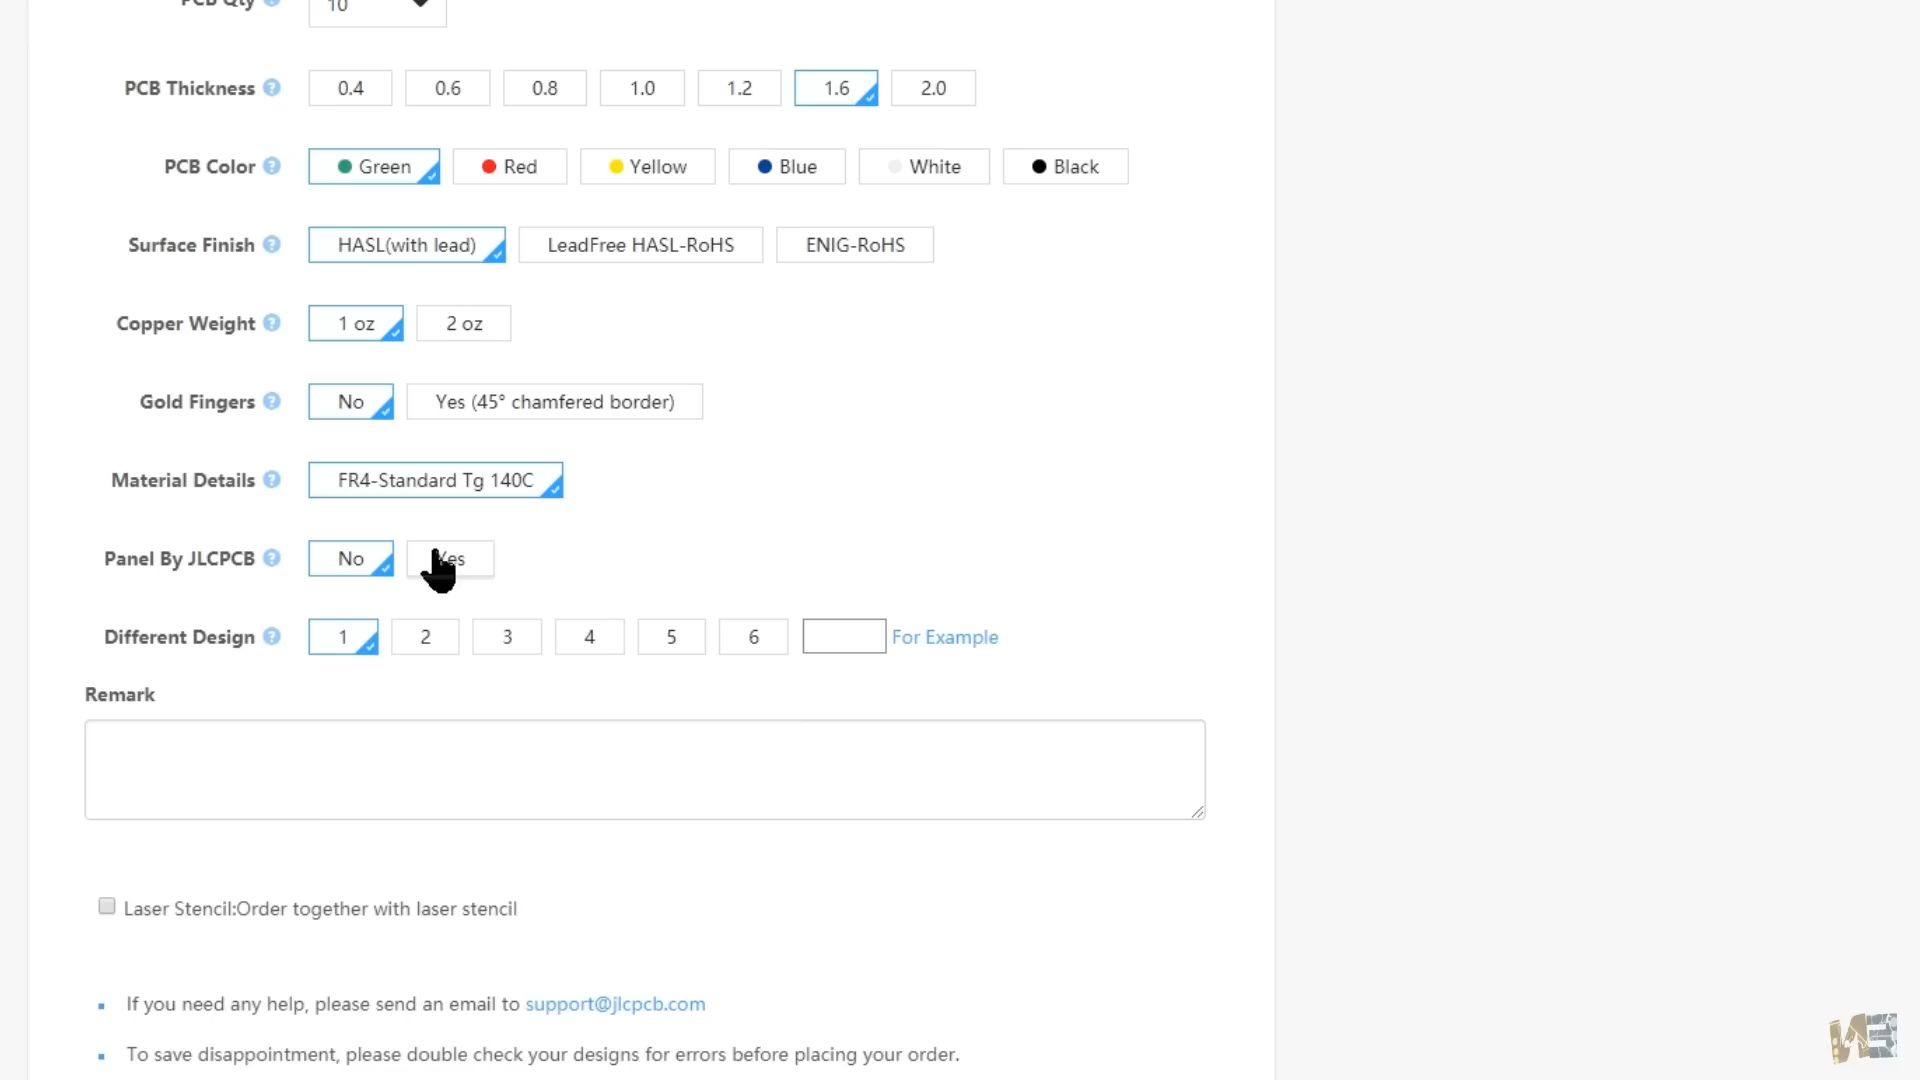 PCB Qty 10
PCB Thickness 0.4 0.6 0.8 1.0 1.2 1.6 2.0
PCB Color Green Red Yellow Blue White Black
Surface Finish HASL(with lead) LeadFree HASL-RoHS ENIG-RoHS
Copper Weight 1 oz 2 oz
Gold Fingers No Yes (45° chamfered border)
Material Details FR4-Standard Tg 140C
Panel By JLCPCB No Yes
Different Design 1 2 3 4 5 6 For Example
Remark
Laser Stencil:Order together with laser stencil
If you need any help, please send an email to support@jlcpcb.com
To save disappointment, please double check your designs for errors before placing your order.